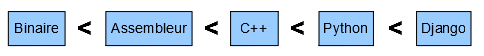 Binaire < Assembleur < C++ < Python < Django